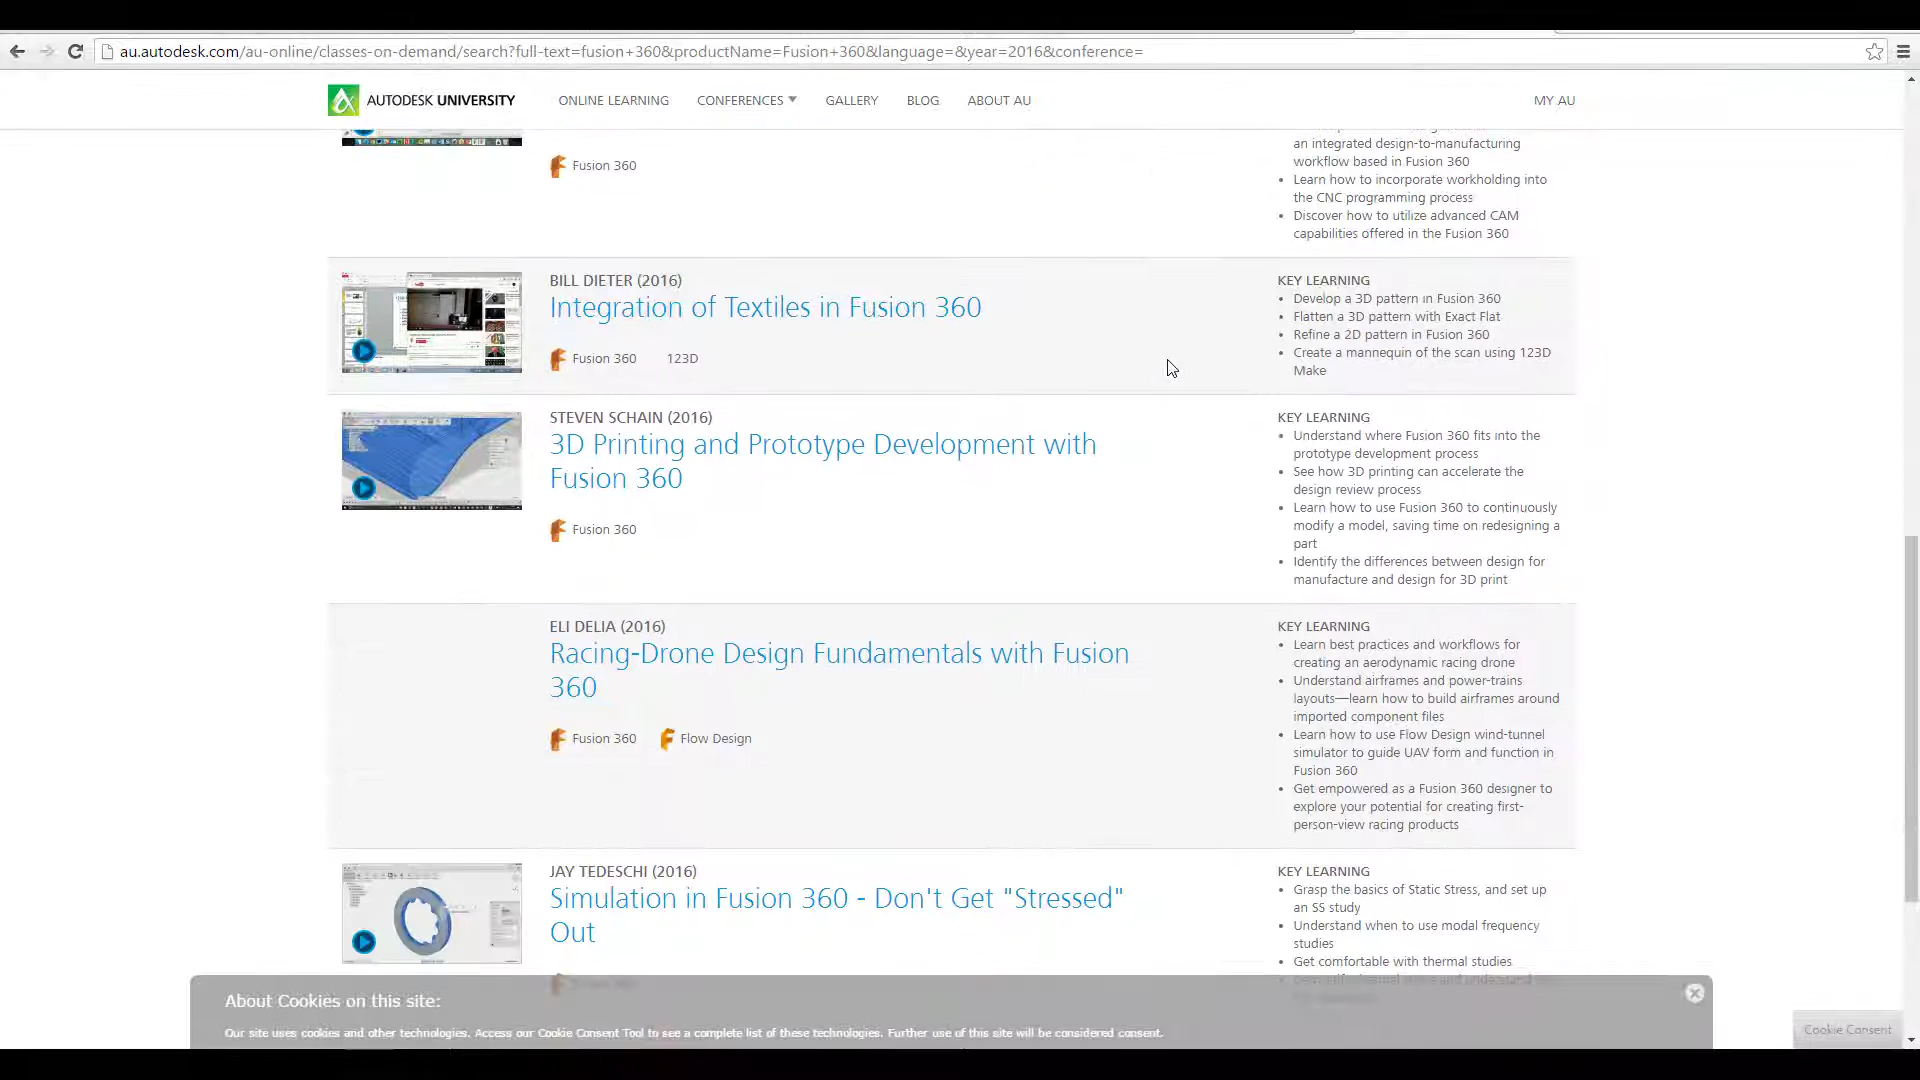 au.autodesk.com/au-online/classes-on-demand/search?full-text=fusion+360&productName=Fusion+360&language=&year=2016&conference=
AUTODESK UNIVERSITY
ONLINE LEARNING
CONFERENCES
GALLERY
BLOG
ABOUT AU
MY AU
Fusion 360
an integrated design-to-manufacturing
workflow based in Fusion 360
Learn how to incorporate workholding into
the CNC programming process
Discover how to utilize advanced CAM
capabilities offered in the Fusion 360
BILL DIETER (2016)
Integration of Textiles in Fusion 360
Fusion 360
123D
KEY LEARNING
Develop a 3D pattern in Fusion 360
Flatten a 3D pattern with Exact Flat
Refine a 2D pattern in Fusion 360
Create a mannequin of the scan using 123D
Make
STEVEN SCHAIN (2016)
3D Printing and Prototype Development with
Fusion 360
Fusion 360
KEY LEARNING
Understand where Fusion 360 fits into the
prototype development process
See how 3D printing can accelerate the
design review process
Learn how to use Fusion 360 to continuously
modify a model, saving time on redesigning a
part
Identify the differences between design for
manufacture and design for 3D print
ELI DELIA (2016)
Racing-Drone Design Fundamentals with Fusion
360
Fusion 360
Flow Design
KEY LEARNING
Learn best practices and workflows for
creating an aerodynamic racing drone
Understand airframes and power-trains
layouts—learn how to build airframes around
imported component files
Learn how to use Flow Design wind-tunnel
simulator to guide UAV form and function in
Fusion 360
Get empowered as a Fusion 360 designer to
explore your potential for creating first-
person-view racing products
JAY TEDESCHI (2016)
Simulation in Fusion 360 - Don't Get "Stressed"
Out
KEY LEARNING
Grasp the basics of Static Stress, and set up
an SS study
Understand when to use modal frequency
studies
Get comfortable with thermal studies
About Cookies on this site:
Our site uses cookies and other technologies. Access our Cookie Consent Tool to see a complete list of these technologies. Further use of this site will be considered consent.
Cookie Consent